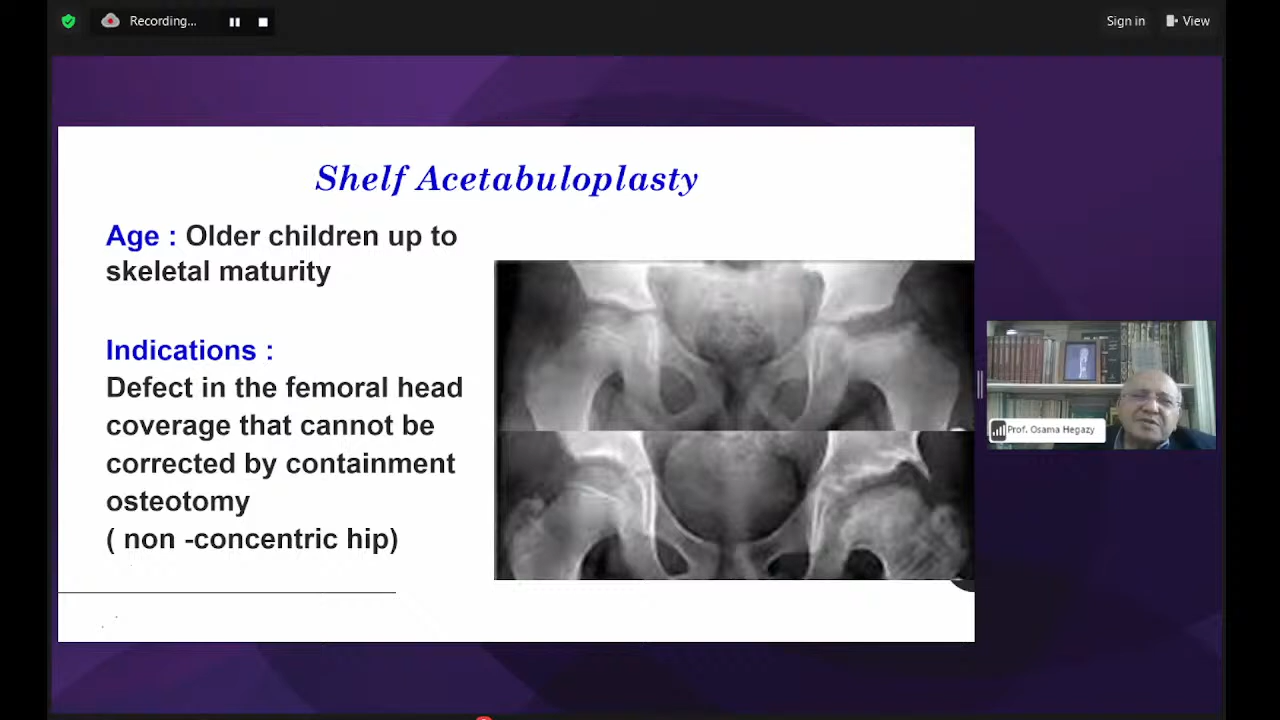 Recording...
Sign in
View
Shelf Acetabuloplasty
Age : Older children up to
skeletal maturity
Indications :
Defect in the femoral head
coverage that cannot be
corrected by containment
osteotomy
( non -concentric hip)
Prof. Osama Hegazy